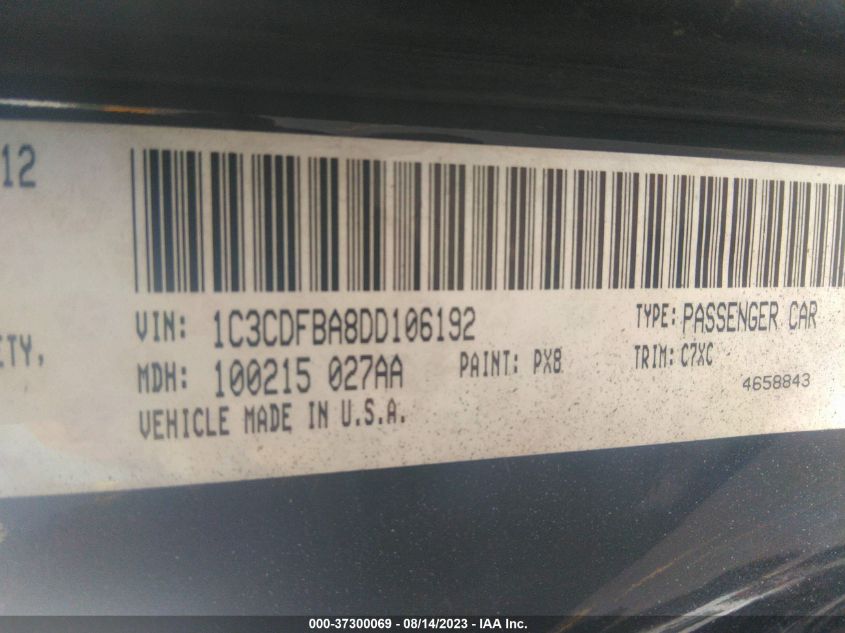 12
VIN: 1C3CDFBA8DD106192
TYPE: PASSENGER CAR
ETY,
MDH: 100215 027AA
PAINT: PX8
TRIM: C7XC
4658843
VEHICLE MADE IN U.S.A.
000-37300069 - 08/14/2023 - IAA Inc.